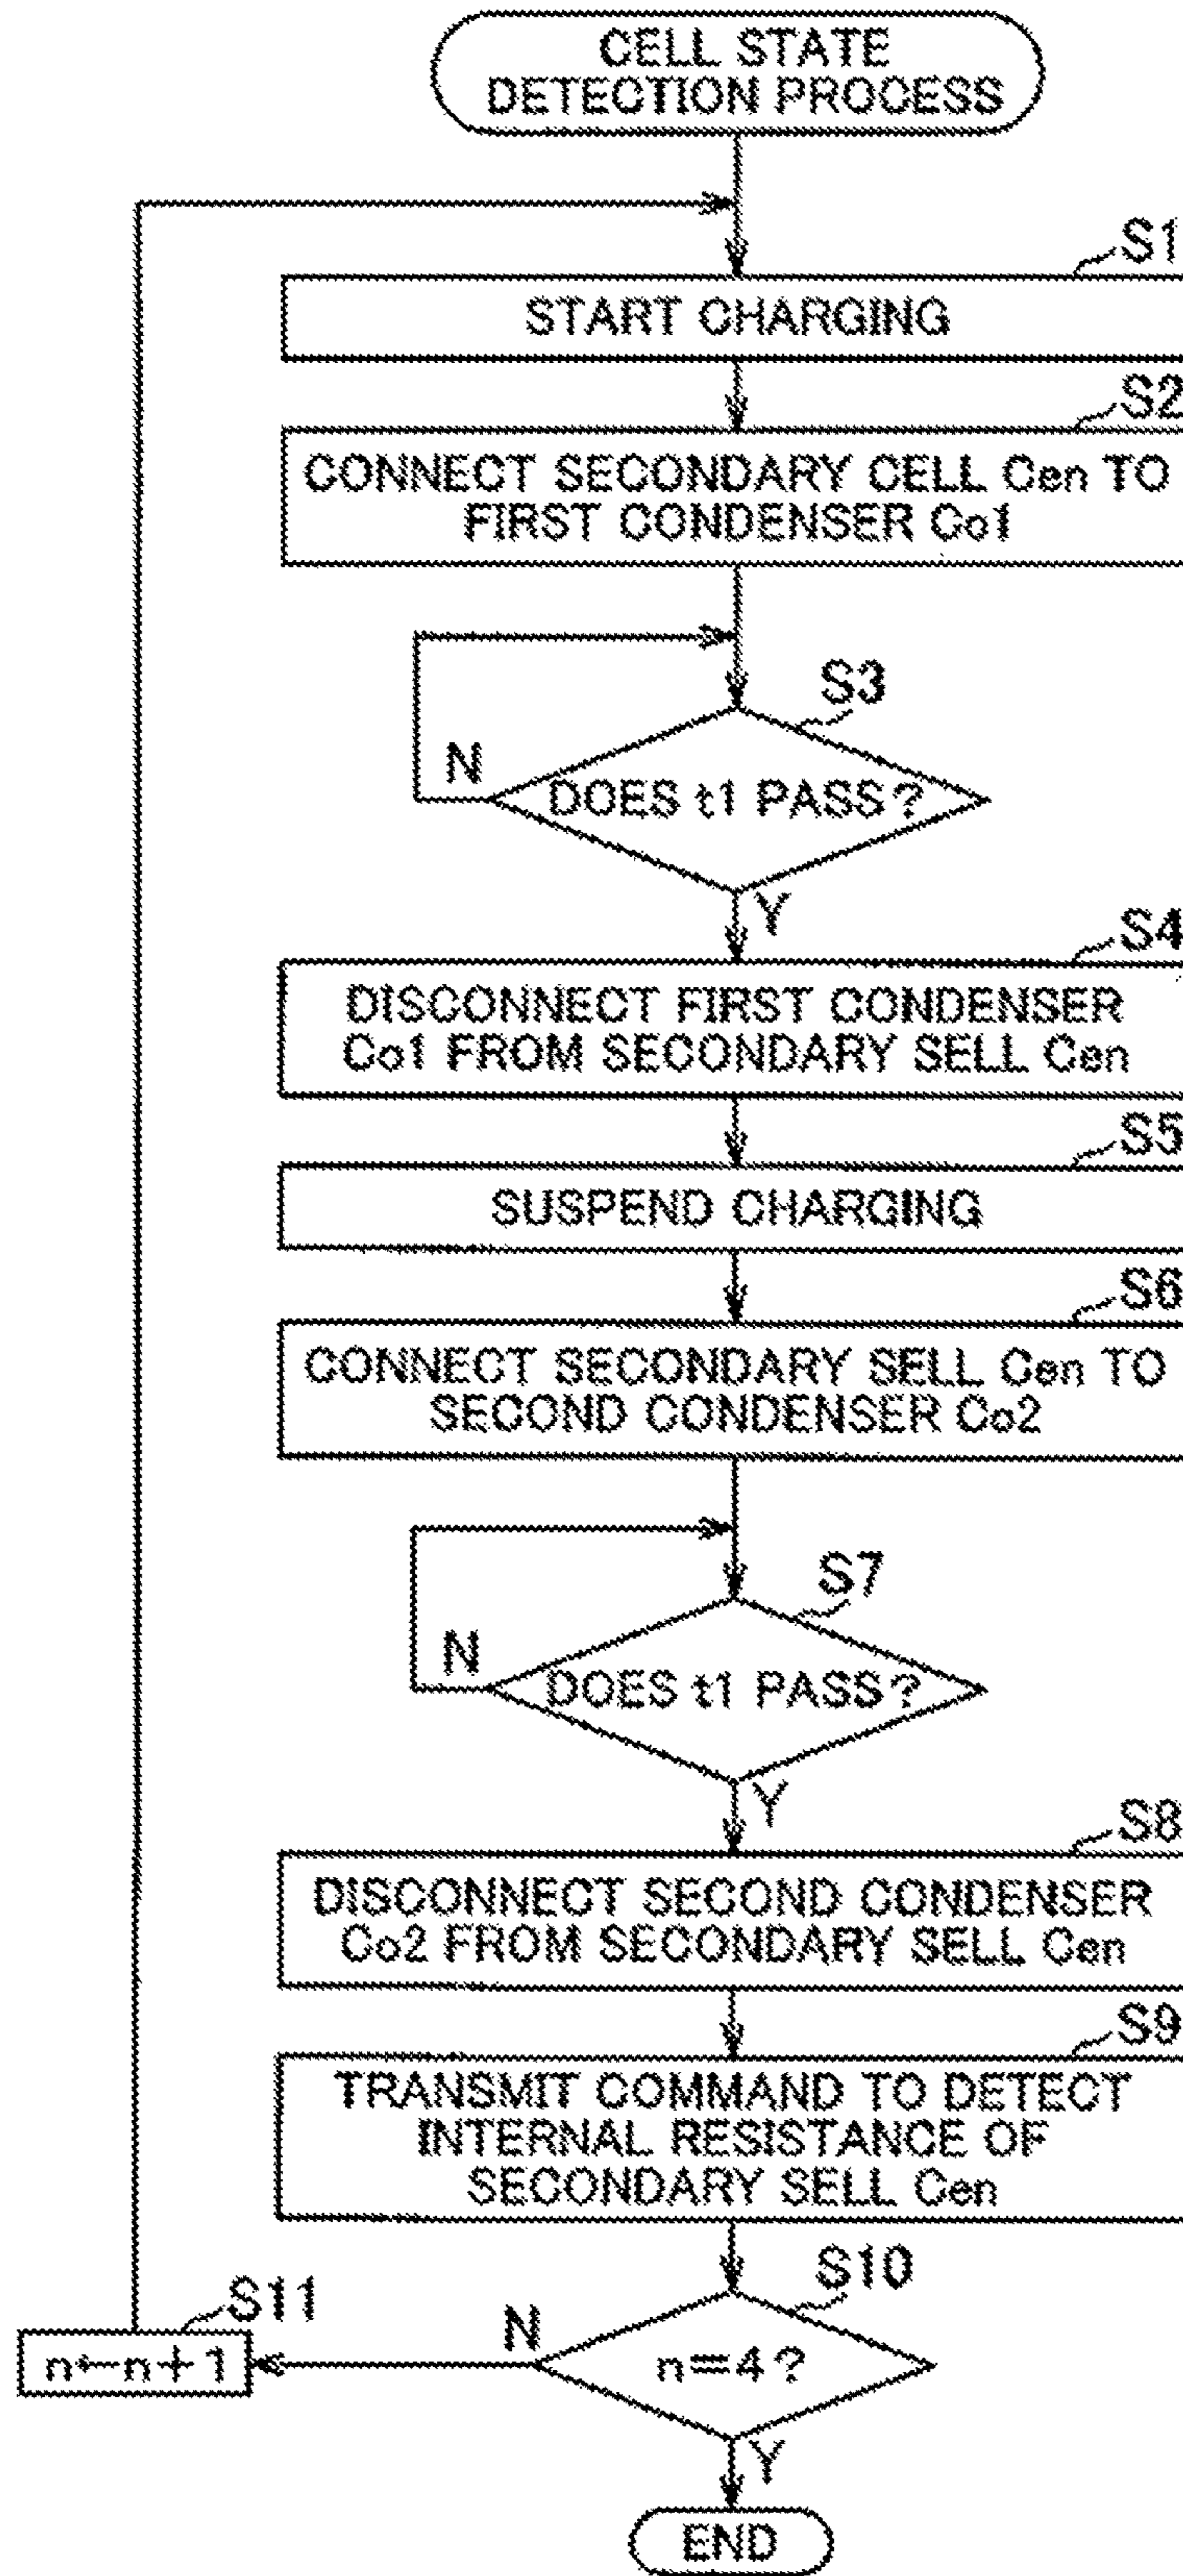 CELL STATE
DETECTION PROCESS
S1
START CHARGING
S2
CONNECT SECONDARY CELL Cen TO
FIRST CONDENSER Co1
S3
N
DOES t1 PASS?
Y
S4
DISCONNECT FIRST CONDENSER
Co1 FROM SECONDARY SELL Cen
S5
SUSPEND CHARGING
S6
CONNECT SECONDARY SELL Cen TO
SECOND CONDENSER Co2
S7
N
DOES t1 PASS?
Y
S8
DISCONNECT SECOND CONDENSER
Co2 FROM SECONDARY SELL Cen
S9
TRANSMIT COMMAND TO DETECT
INTERNAL RESISTANCE OF
SECONDARY SELL Cen
S10
N
n=4?
S11
n←n+1
Y
END